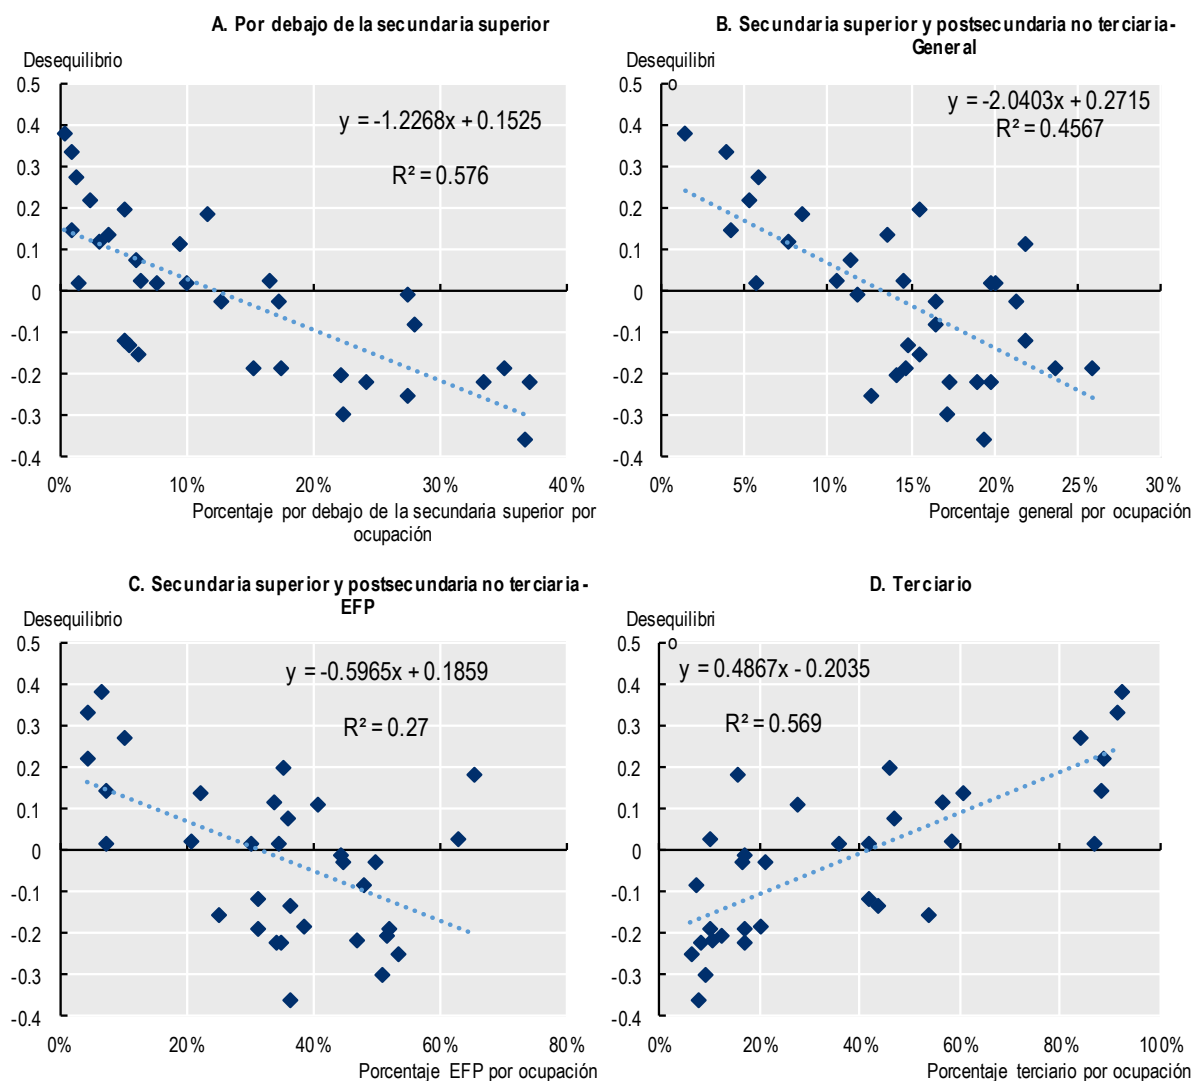 A. Por debajo de la secundaria superior
Desequilibrio
0.5
0.4
0.3
0.2
0.1
0
-0.1
-0.2
-0.3
-0.4
y = -1.2268x + 0.1525
R² = 0.576
0%
10%
20%
30%
40%
Porcentaje por debajo de la secundaria superior por
ocupación
B. Secundaria superior y postsecundaria no terciaria-
General
Desequilibri
o
0.5
0.4
0.3
0.2
0.1
0
-0.1
-0.2
-0.3
-0.4
y = -2.0403x + 0.2715
R² = 0.4567
0%
5%
10%
15%
20%
25%
30%
Porcentaje general por ocupación
C. Secundaria superior y postsecundaria no terciaria-
EFP
Desequilibrio
0.5
0.4
0.3
0.2
0.1
0
-0.1
-0.2
-0.3
-0.4
y = -0.5965x + 0.1859
R² = 0.27
0%
20%
40%
60%
80%
Porcentaje EFP por ocupación
D. Terciario
Desequilibri
o
0.5
0.4
0.3
0.2
0.1
0
-0.1
-0.2
-0.3
-0.4
y = 0.4867x - 0.2035
R² = 0.569
0%
20%
40%
60%
80%
100%
Porcentaje terciario por ocupación